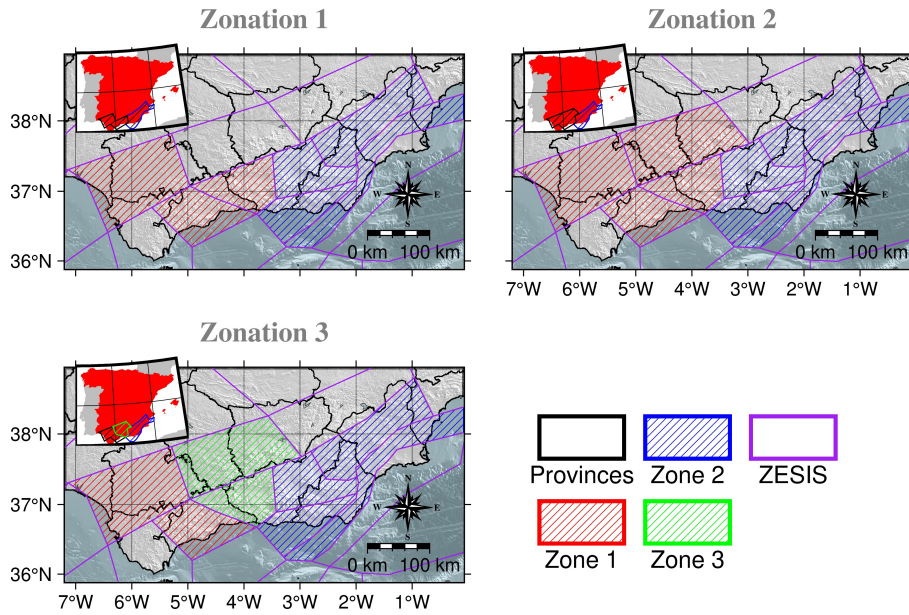 Zonation 1
Zonation 2
38°N
37°N
36°N
N
W
E
S
0 km
100 km
N
W
E
S
0 km
100 km
7°W
6°W
5°W
4°W
3°W
2°W
1°W
Zonation 3
38°N
37°N
36°N
N
W
E
S
0 km
100 km
7°W
6°W
5°W
4°W
3°W
2°W
1°W
Provinces
Zone 2
ZESIS
Zone 1
Zone 3